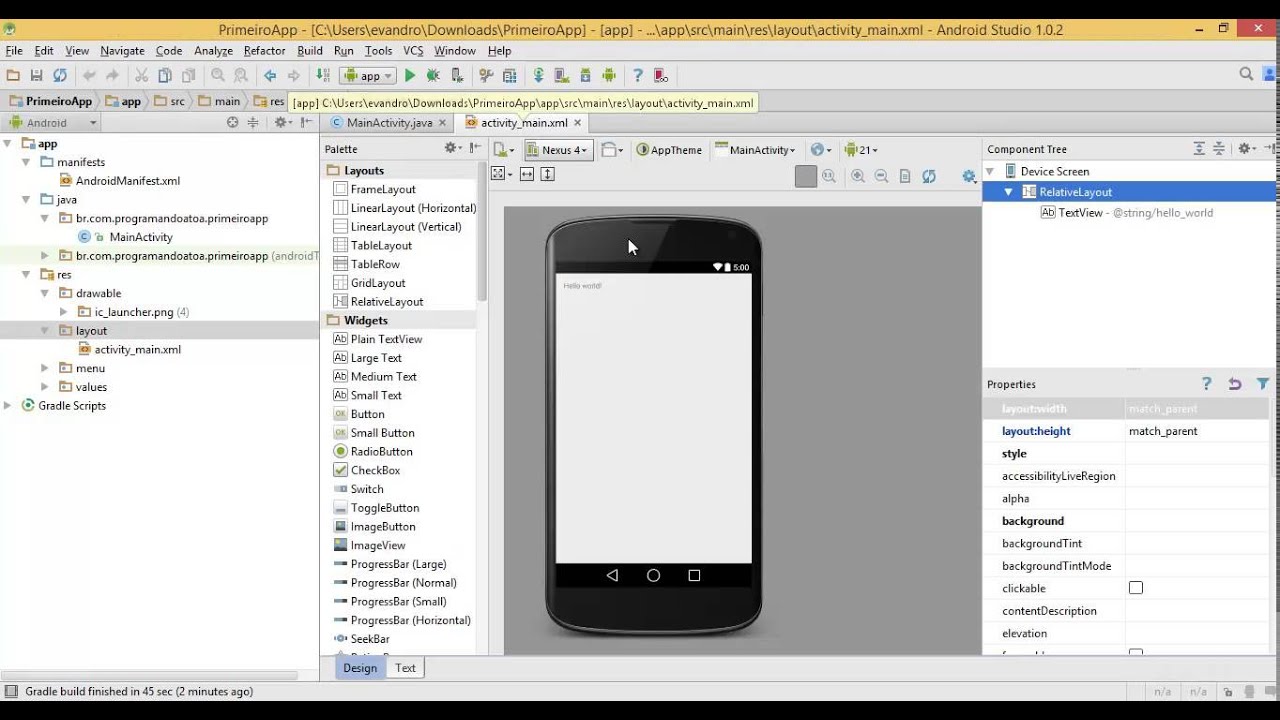 PrimeiroApp - [C:\Users\evandro\Downloads\PrimeiroApp] - [app] - ...\app\src\main\res\layout\activity_main.xml - Android Studio 1.0.2
File Edit View Navigate Code Analyze Refactor Build Run Tools VCS Window Help
app
PrimeiroApp app src main res
[app] C:\Users\evandro\Downloads\PrimeiroApp\app\src\main\res\layout\activity_main.xml
Android
MainActivity.java activity_main.xml
app
manifests
AndroidManifest.xml
java
br.com.programandoatoa.primeiroapp
MainActivity
br.com.programandoatoa.primeiroapp (androidT
res
drawable
ic_launcher.png (4)
layout
activity_main.xml
menu
values
Gradle Scripts
Palette
Layouts
FrameLayout
LinearLayout (Horizontal)
LinearLayout (Vertical)
TableLayout
TableRow
GridLayout
RelativeLayout
Widgets
Plain TextView
Large Text
Medium Text
Small Text
Button
Small Button
RadioButton
CheckBox
Switch
ToggleButton
ImageButton
ImageView
ProgressBar (Large)
ProgressBar (Normal)
ProgressBar (Small)
ProgressBar (Horizontal)
SeekBar
Design Text
Nexus 4 AppTheme MainActivity 21
5:00
Hello world!
Component Tree
Device Screen
RelativeLayout
TextView - @string/hello_world
Properties
layout:width match_parent
layout:height match_parent
style
accessibilityLiveRegion
alpha
background
backgroundTint
backgroundTintMode
clickable
contentDescription
elevation
Gradle build finished in 45 sec (2 minutes ago)
n/a n/a